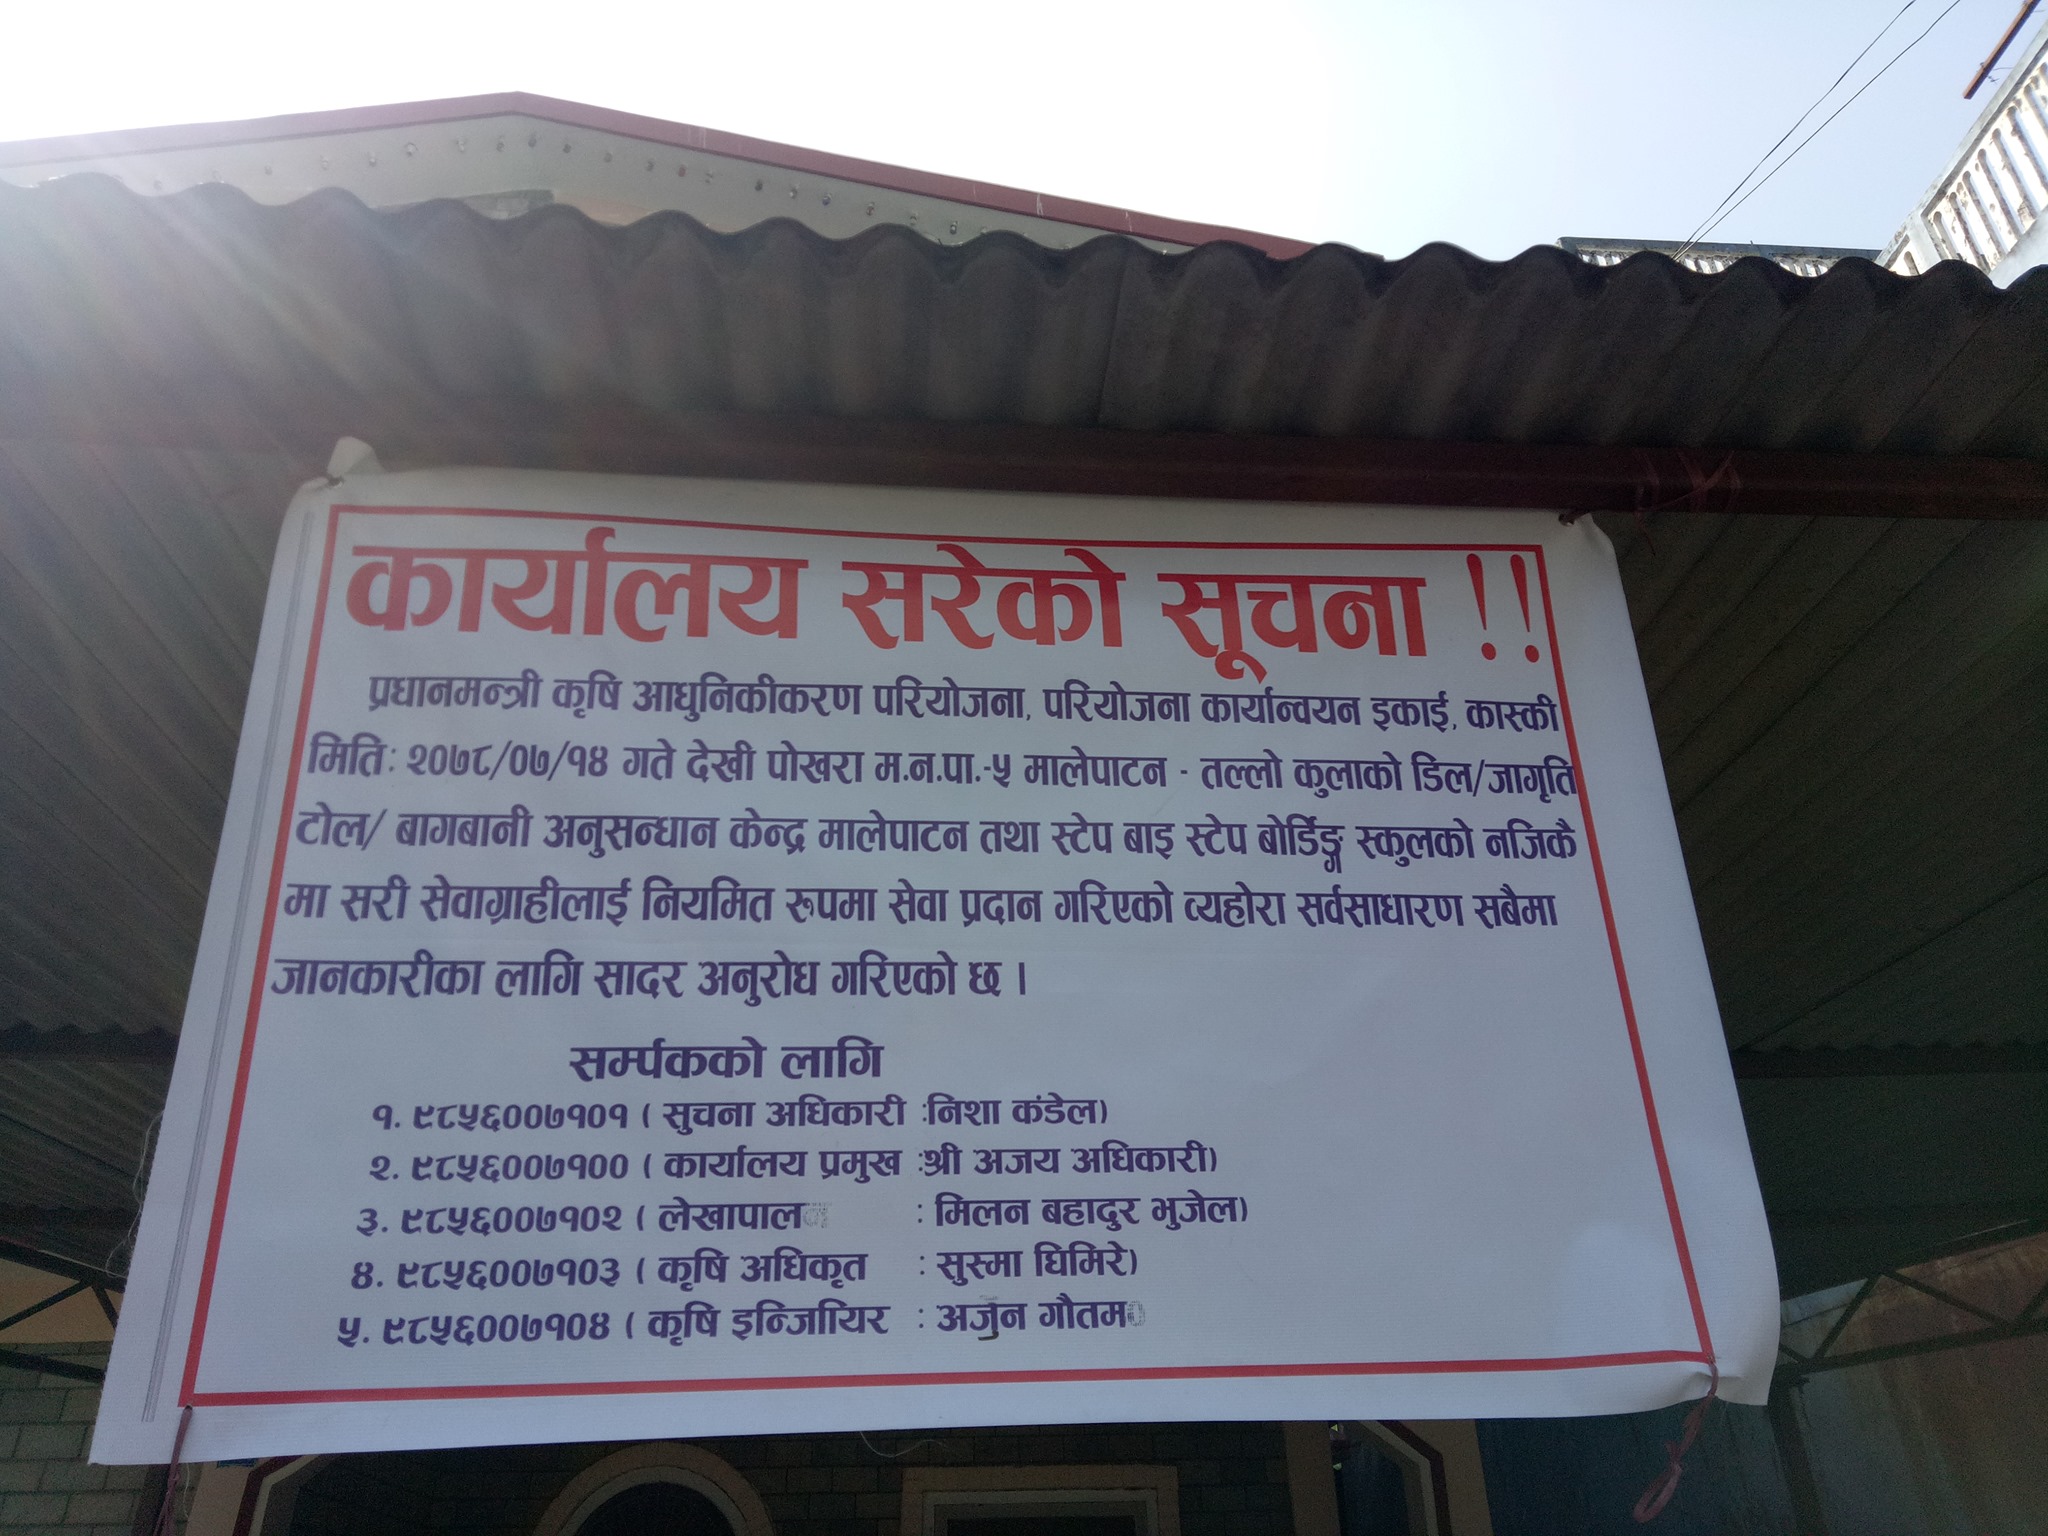 कार्यालय सरेको सूचना !!
प्रधानमन्त्री कृषि आधुनिकीकरण परियोजना, परियोजना कार्यान्वयन इकाई, कास्की
मितिः २०७८/०७/१४ गते देखी पोखरा म.न.पा.-५ मालेपाटन - तल्लो कुलाको डिल/जागृति
टोल/ बागबानी अनुसन्धान केन्द्र मालेपाटन तथा स्टेप बाइ स्टेप बोर्डिङ्ग स्कुलको नजिकै
मा सरी सेवाग्राहीलाई नियमित रुपमा सेवा प्रदान गरिएको व्यहोरा सर्वसाधारण सबैमा
जानकारीका लागि सादर अनुरोध गरिएको छ ।
सर्म्पकको लागि
१. ९८५६००७१०१ ( सुचना अधिकारी :निशा कंडेल)
२. ९८५६००७१०० ( कार्यालय प्रमुख :श्री अजय अधिकारी)
३. ९८५६००७१०२ ( लेखापाल : मिलन बहादुर भुजेल)
४. ९८५६००७१०३ ( कृषि अधिकृत : सुस्मा घिमिरे)
५. ९८५६००७१०४ ( कृषि इन्जिायिर : अर्जुन गौतम